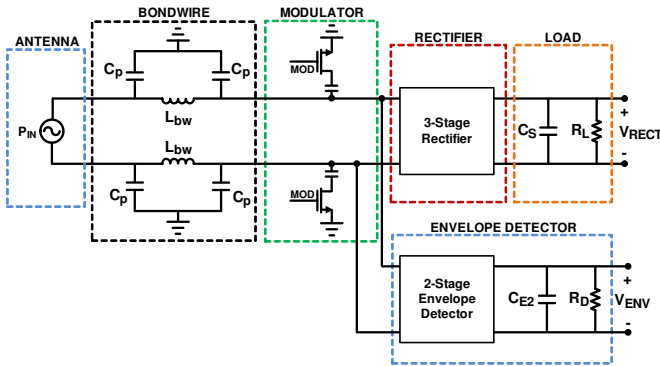 ANTENNA
BONDWIRE
MODULATOR
RECTIFIER
LOAD
Cp
Cp
MOD
Lbw
PIN
3-Stage
Rectifier
CS
RL
+
VRECT
-
Lbw
Cp
Cp
MOD
ENVELOPE DETECTOR
2-Stage
Envelope
Detector
CE2
RD
+
VENV
-